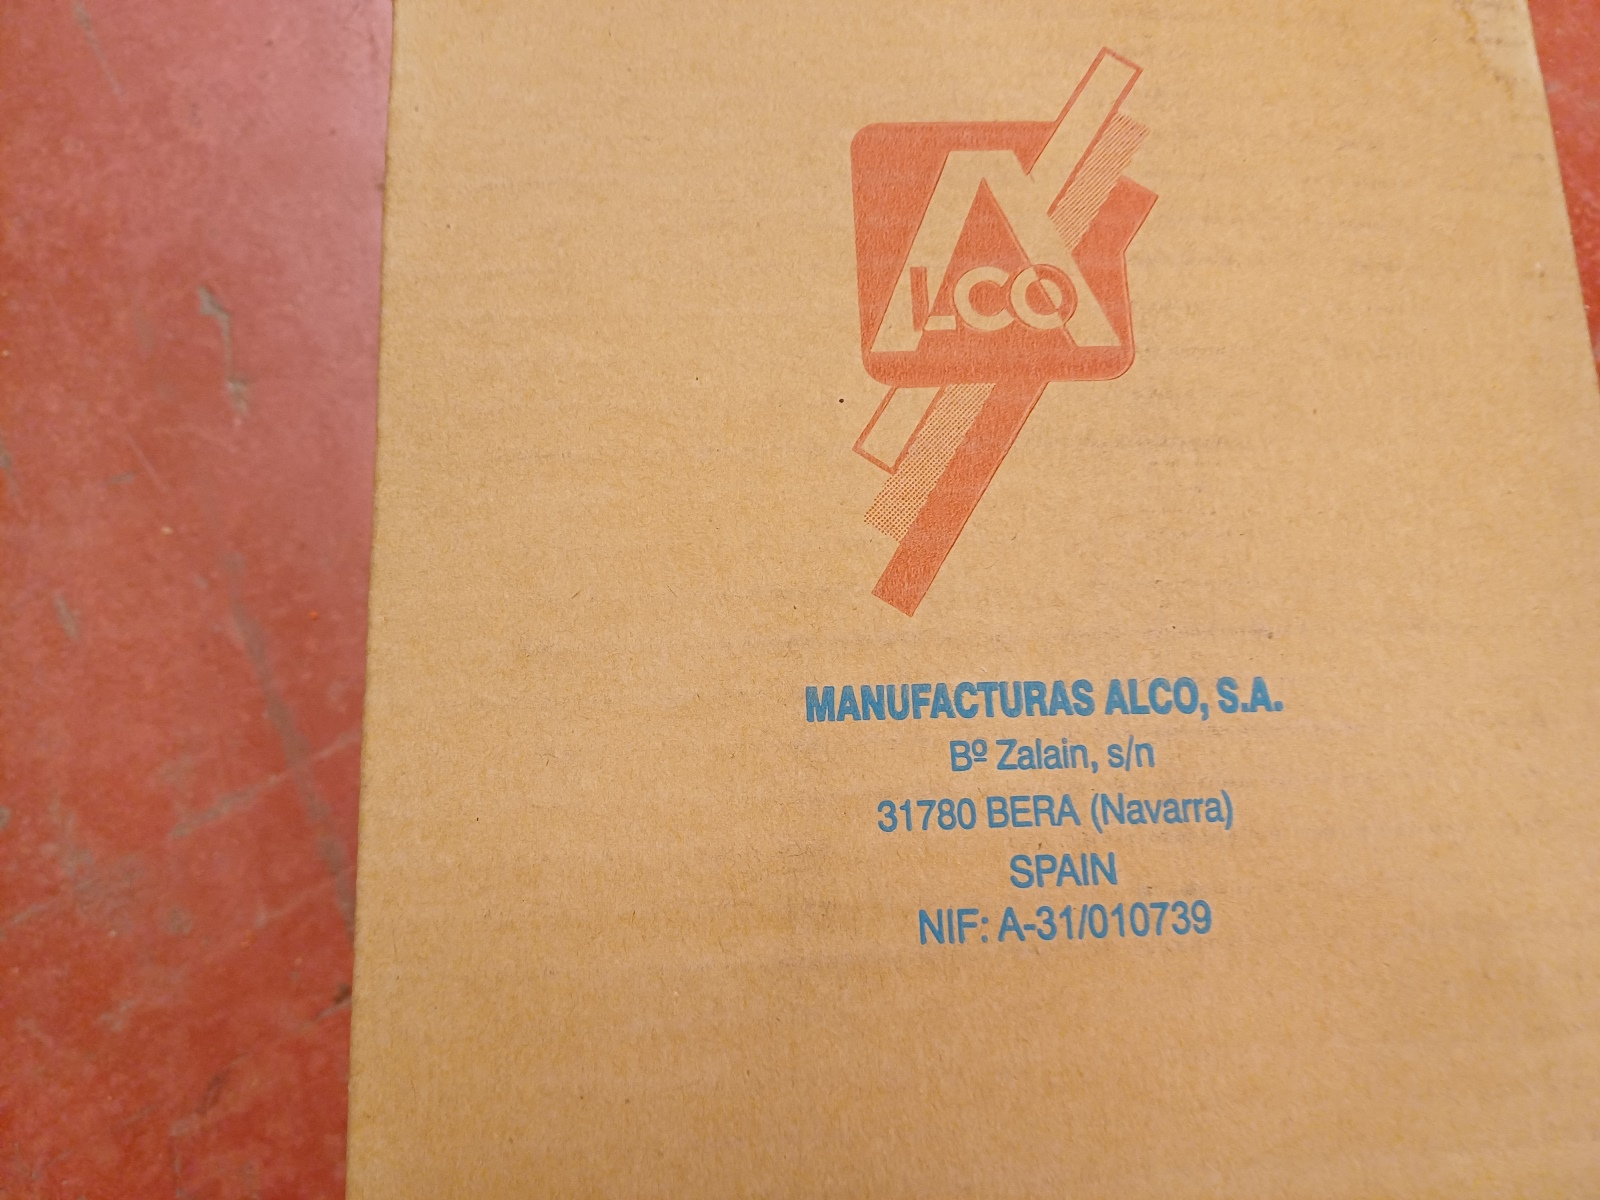 ALCO
MANUFACTURAS ALCO, S.A.
Bº Zalain, s/n
31780 BERA (Navarra)
SPAIN
NIF: A-31/010739